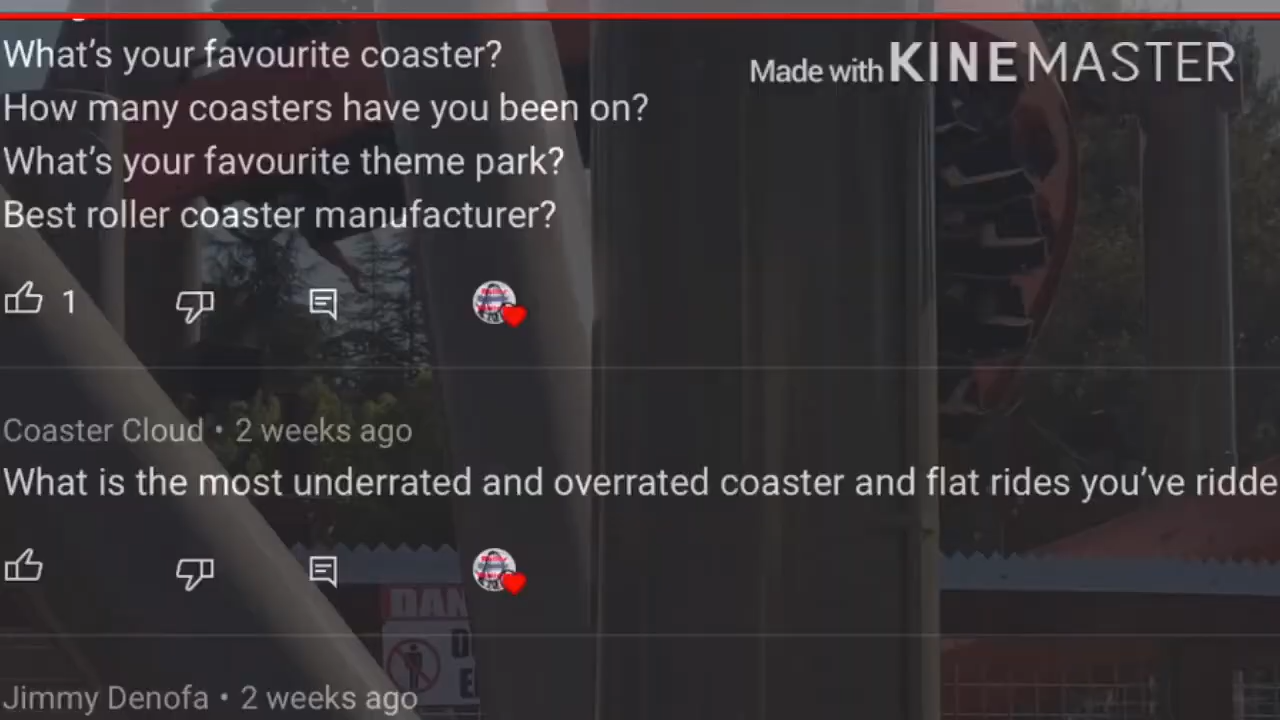 What's your favourite coaster?
Made with KINEMASTER
How many coasters have you been on?
What's your favourite theme park?
Best roller coaster manufacturer?
1
Coaster Cloud • 2 weeks ago
What is the most underrated and overrated coaster and flat rides you've ridde
DAN
Jimmy Denofa • 2 weeks ago